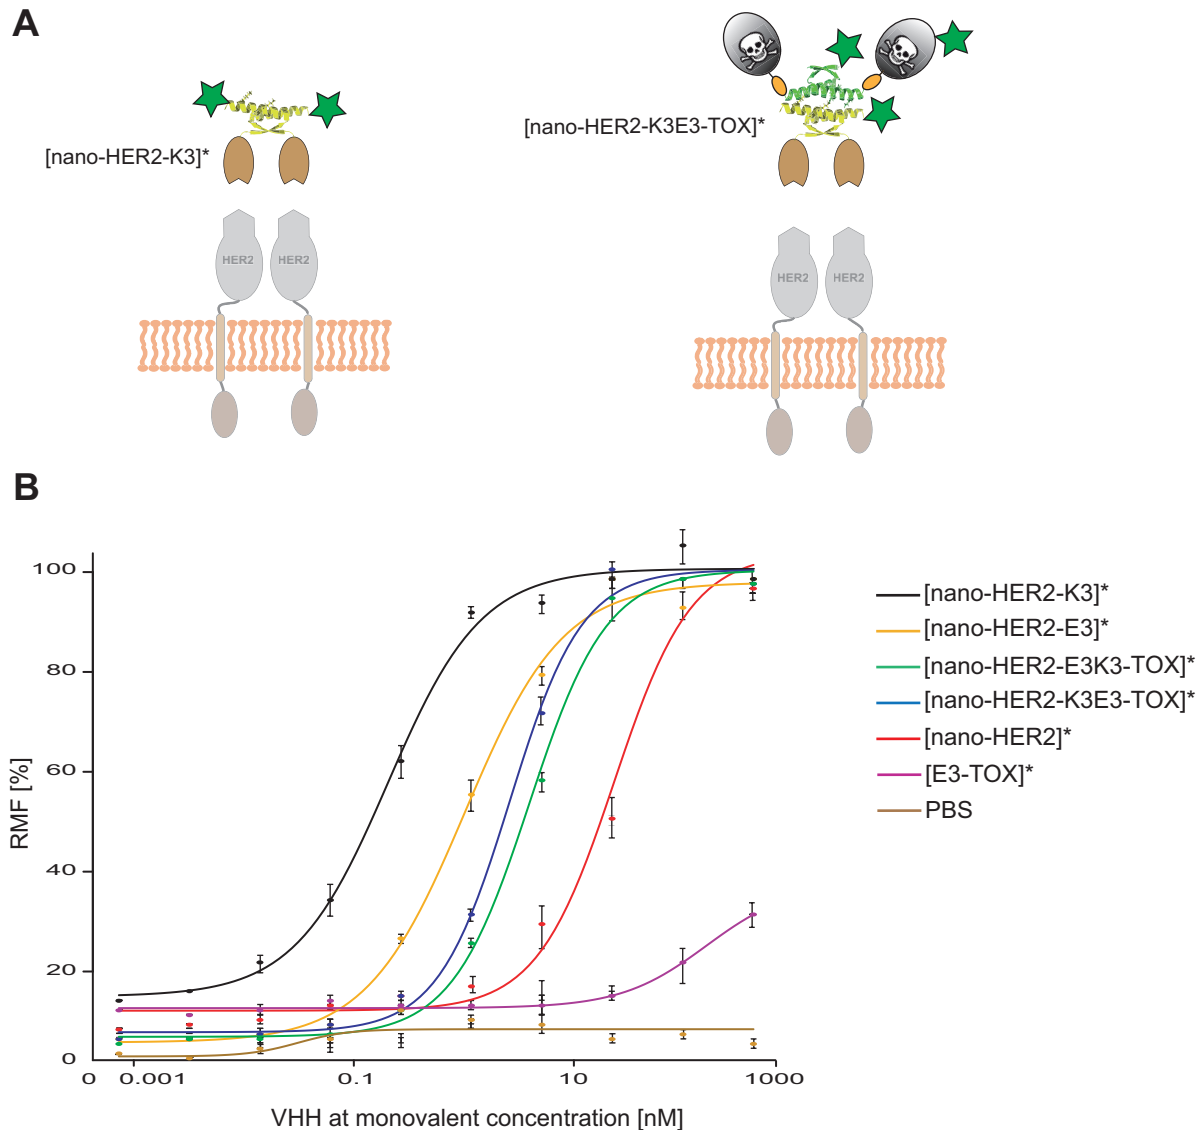 A
[nano-HER2-K3]*
[nano-HER2-K3E3-TOX]*
HER2 HER2
HER2 HER2
B
RMF [%]
100
80
60
40
20
0
0 0.001 0.1 10 1000
VHH at monovalent concentration [nM]
[nano-HER2-K3]*
[nano-HER2-E3]*
[nano-HER2-E3K3-TOX]*
[nano-HER2-K3E3-TOX]*
[nano-HER2]*
[E3-TOX]*
PBS